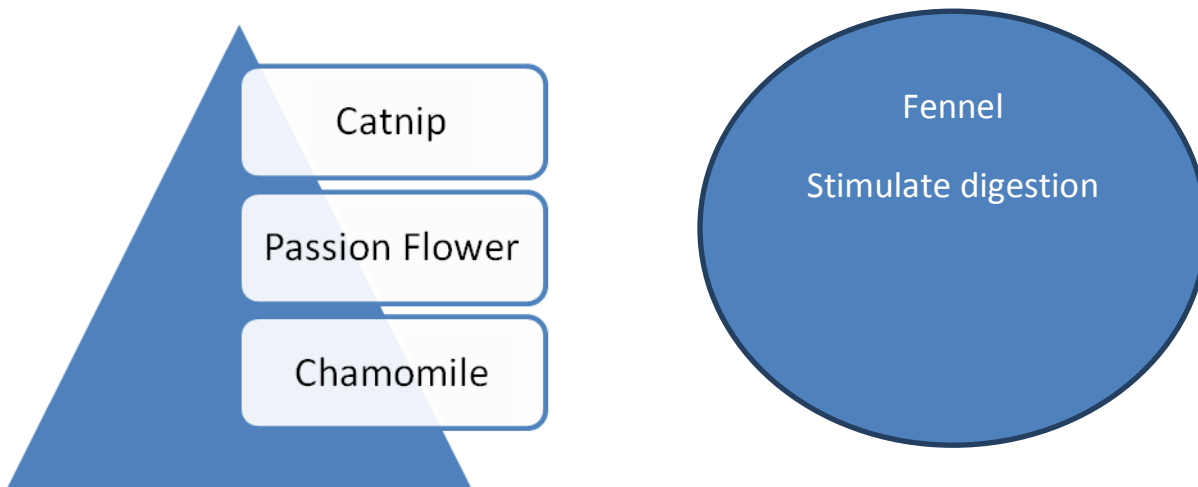 Catnip
Passion Flower
Chamomile
Fennel
Stimulate digestion